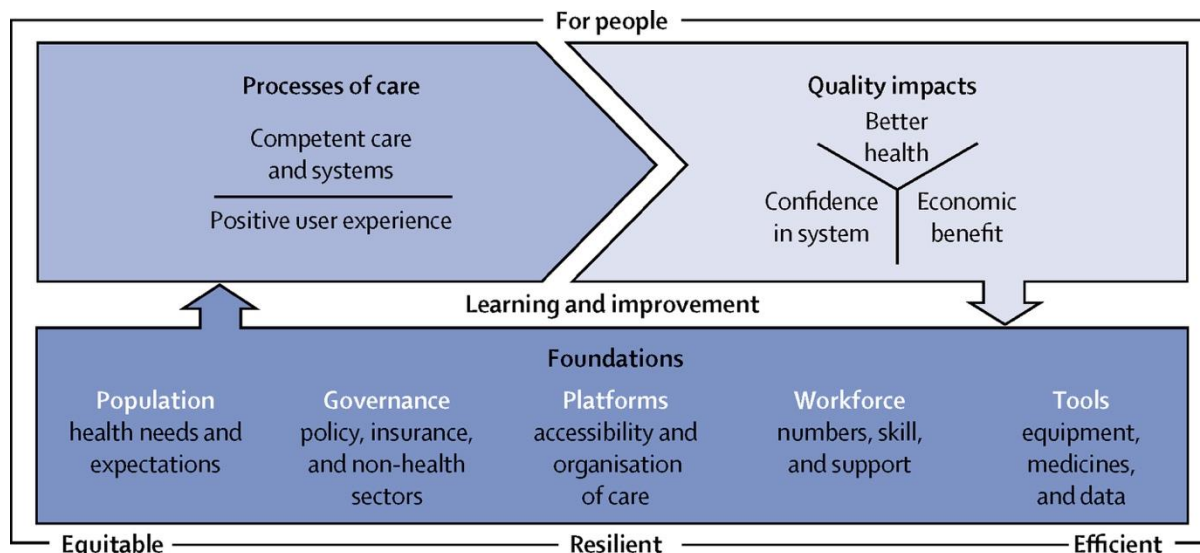 For people
Processes of care
Competent care
and systems
Positive user experience
Quality impacts
Better
health
Confidence
in system
Economic
benefit
Learning and improvement
Foundations
Population
health needs and
expectations
Governance
policy, insurance,
and non-health
sectors
Platforms
accessibility and
organisation
of care
Workforce
numbers, skill,
and support
Tools
equipment,
medicines,
and data
Equitable
Resilient
Efficient